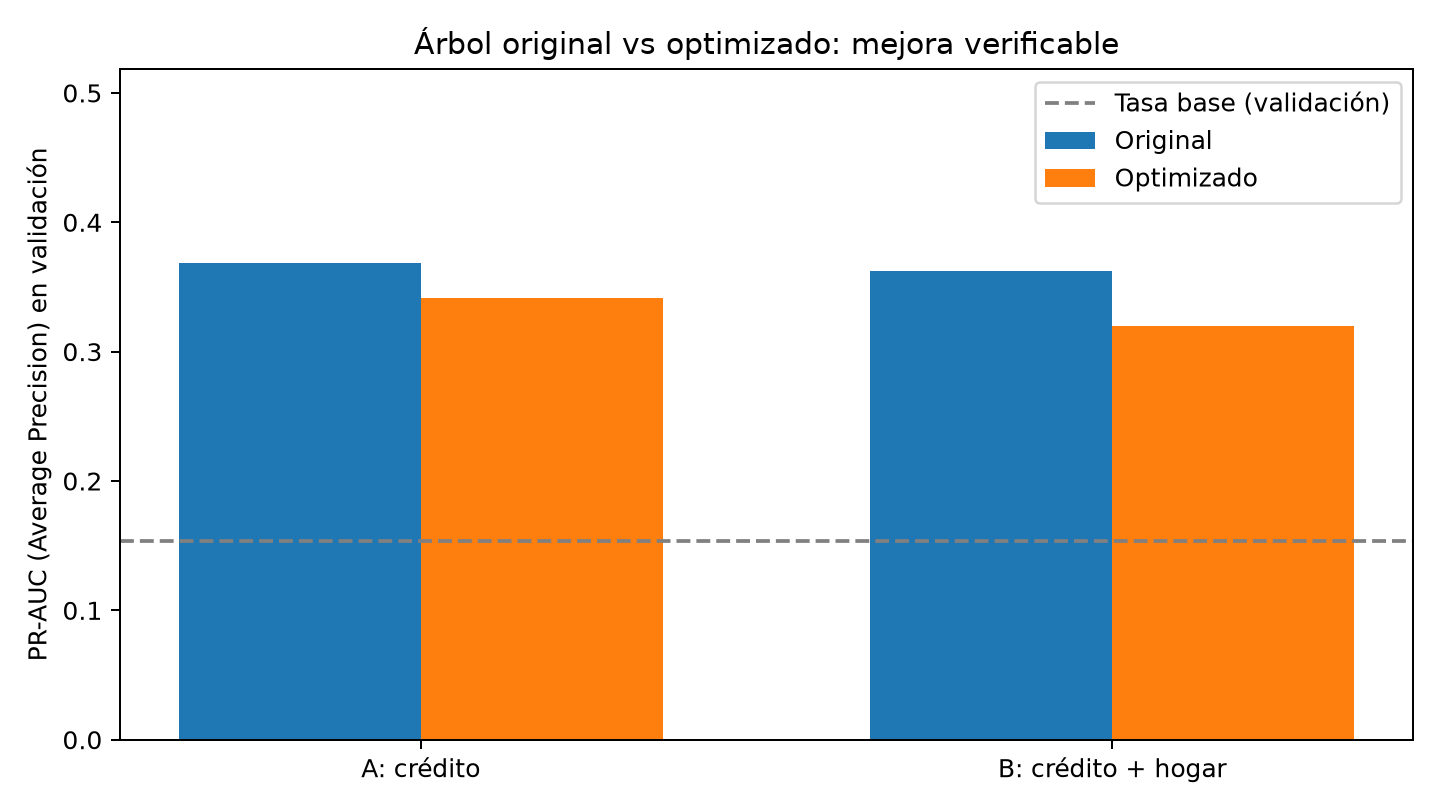 Árbol original vs optimizado: mejora verificable
PR-AUC (Average Precision) en validación
0.5
0.4
0.3
0.2
0.1
0.0
Tasa base (validación)
Original
Optimizado
A: crédito
B: crédito + hogar